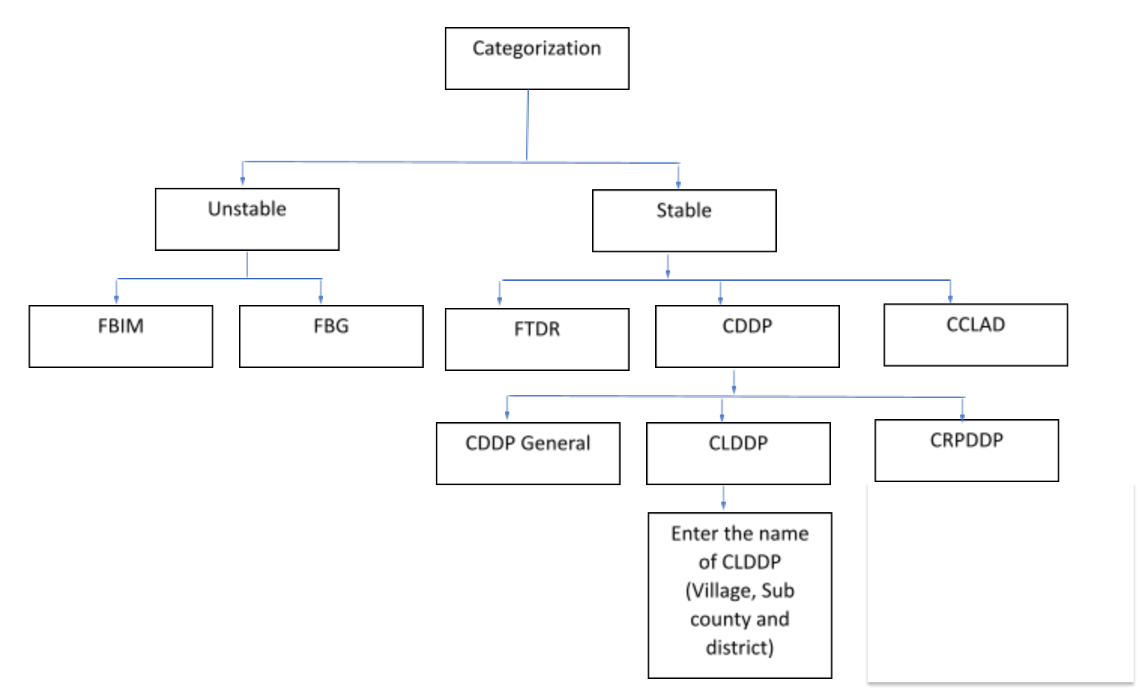 Categorization
Unstable
Stable
FBIM
FBG
FTDR
CDDP
CCLAD
CDDP General
CLDDP
CRPDDP
Enter the name
of CLDDP
(Village, Sub
county and
district)